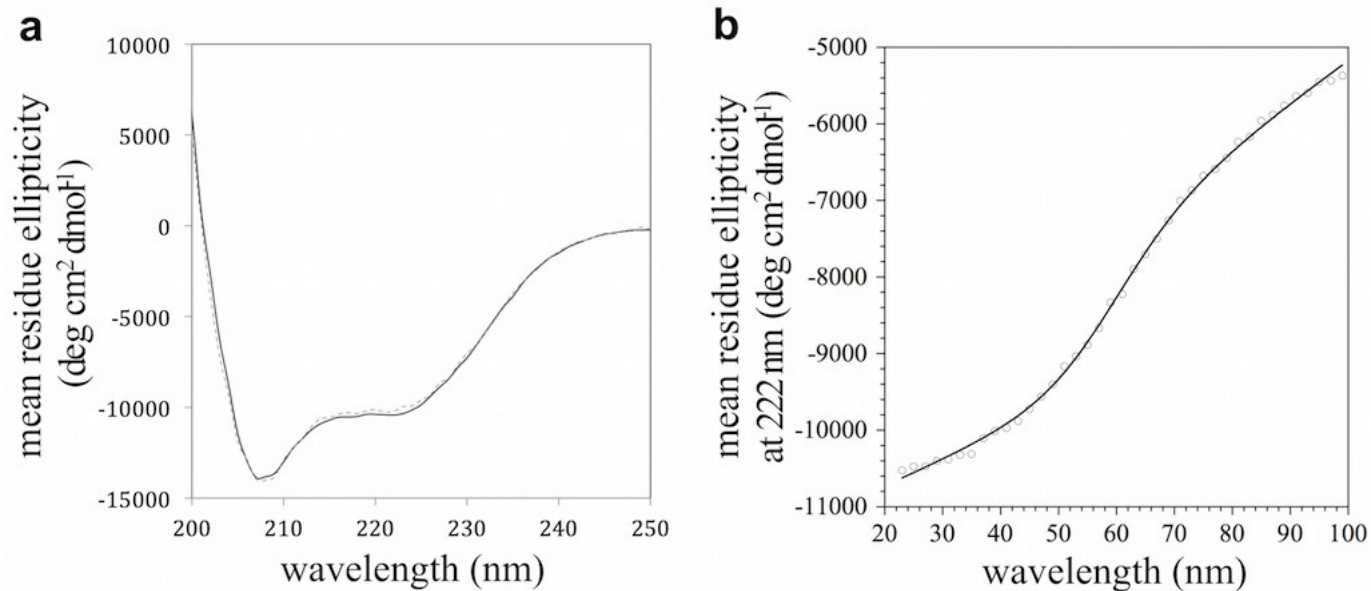 a
mean residue ellipticity
(deg cm² dmol⁻¹)
10000
5000
0
-5000
-10000
-15000
200 210 220 230 240 250
wavelength (nm)
b
mean residue ellipticity
at 222 nm (deg cm² dmol⁻¹)
-5000
-6000
-7000
-8000
-9000
-10000
-11000
20 30 40 50 60 70 80 90 100
wavelength (nm)